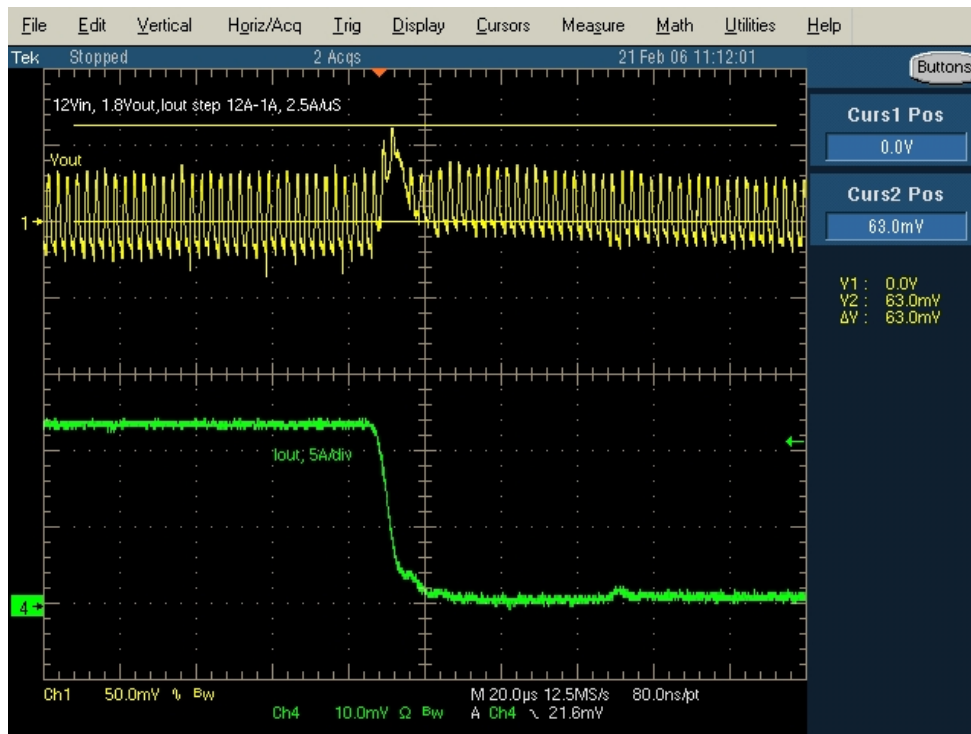 File Edit Vertical Horiz/Acq Trig Display Cursors Measure Math Utilities Help
Tek Stopped 2 Acqs 21 Feb 06 11:12:01
Buttons
12Vin, 1.8Vout,Iout step 12A-1A, 2.5A/uS
Curs1 Pos
0.0V
Vout
Curs2 Pos
1
63.0mV
V1: 0.0V
V2: 63.0mV
ΔV: 63.0mV
Iout, 5A/div
4
Ch1 50.0mV Bw M 20.0µs 12.5MS/s 80.0ns/pt
Ch4 10.0mV Ω Bw A Ch4 21.6mV